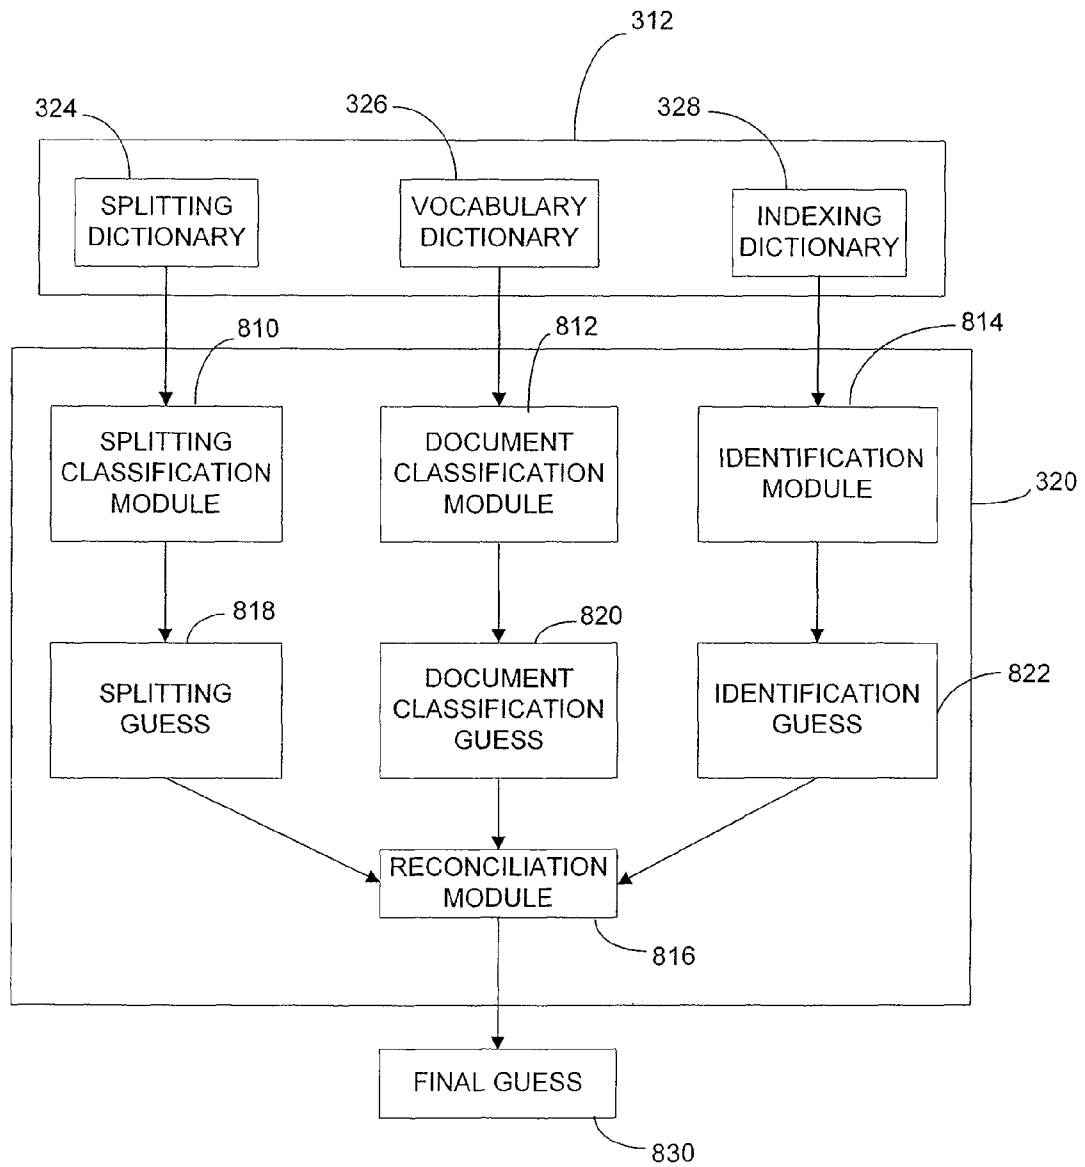 312
324
326
328
SPLITTING
DICTIONARY
VOCABULARY
DICTIONARY
INDEXING
DICTIONARY
810
812
814
SPLITTING
CLASSIFICATION
MODULE
DOCUMENT
CLASSIFICATION
MODULE
IDENTIFICATION
MODULE
320
818
820
822
SPLITTING
GUESS
DOCUMENT
CLASSIFICATION
GUESS
IDENTIFICATION
GUESS
RECONCILIATION
MODULE
816
FINAL GUESS
830